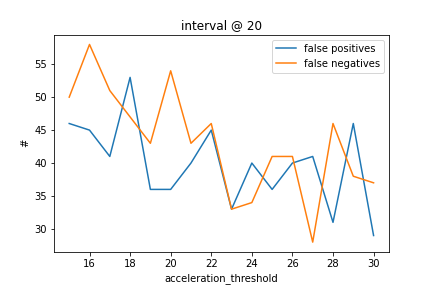 interval @ 20
false positives
false negatives
#
55
50
45
40
35
30
16 18 20 22 24 26 28 30
acceleration_threshold